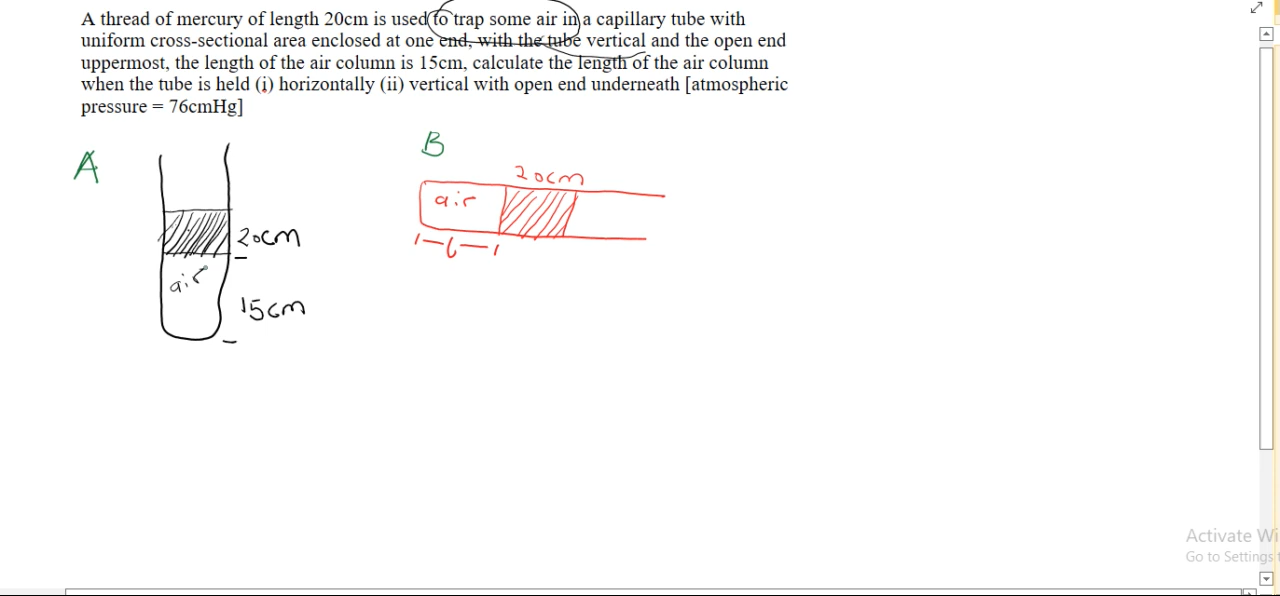 A thread of mercury of length 20cm is used to trap some air in a capillary tube with
uniform cross-sectional area enclosed at one end, with the tube vertical and the open end
uppermost, the length of the air column is 15cm, calculate the length of the air column
when the tube is held (i) horizontally (ii) vertical with open end underneath [atmospheric
pressure = 76cmHg]
A
B
20cm
air
20cm
air
15cm
Activate Wi
Go to Settings t